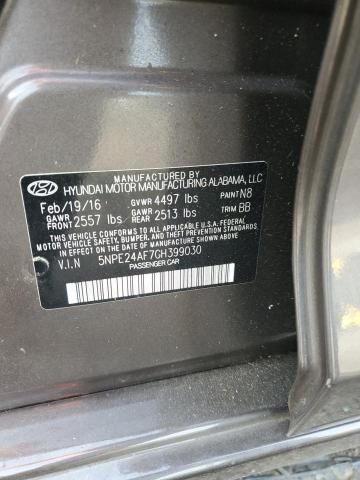 MANUFACTURED BY
HYUNDAI MOTOR MANUFACTURING ALABAMA, LLC
Feb/19/16 GVWR 4497 lbs PAINT N8
GAWR FRONT 2557 lbs GAWR REAR 2513 lbs TRIM BB
THIS VEHICLE CONFORMS TO ALL APPLICABLE U.S.A. FEDERAL
MOTOR VEHICLE SAFETY, BUMPER, AND THEFT PREVENTION
STANDARDS IN EFFECT ON THE DATE OF MANUFACTURE SHOWN ABOVE.
V.I.N 5NPE24AF7GH399030
PASSENGER CAR